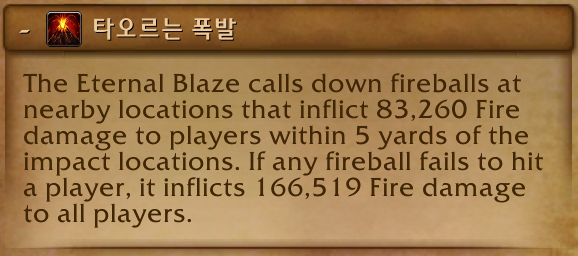 - 타오르는 폭발
The Eternal Blaze calls down fireballs at
nearby locations that inflict 83,260 Fire
damage to players within 5 yards of the
impact locations. If any fireball fails to hit
a player, it inflicts 166,519 Fire damage
to all players.